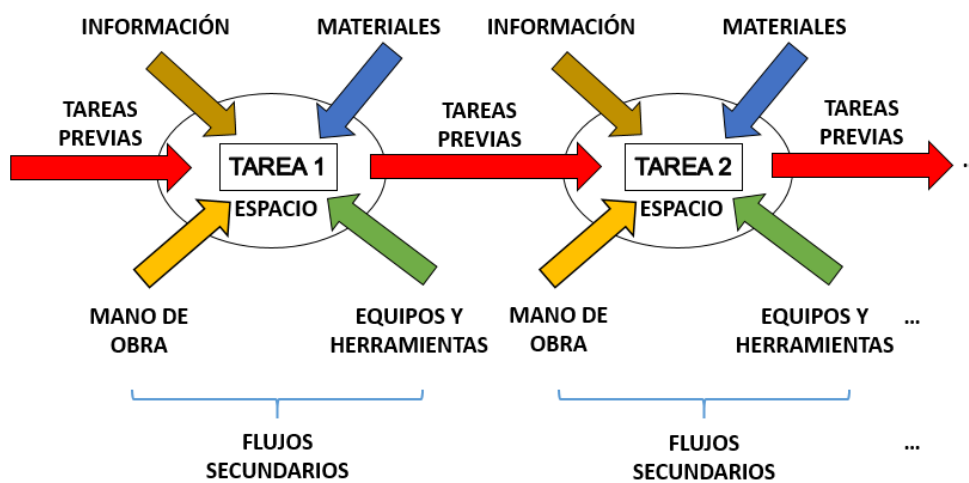 INFORMACIÓN
MATERIALES
INFORMACIÓN
MATERIALES
TAREAS
PREVIAS
TAREAS
PREVIAS
TAREAS
PREVIAS
TAREA 1
TAREA 2
...
ESPACIO
ESPACIO
MANO DE
OBRA
EQUIPOS Y
HERRAMIENTAS
MANO DE
OBRA
EQUIPOS Y
HERRAMIENTAS
...
FLUJOS
SECUNDARIOS
FLUJOS
SECUNDARIOS
...